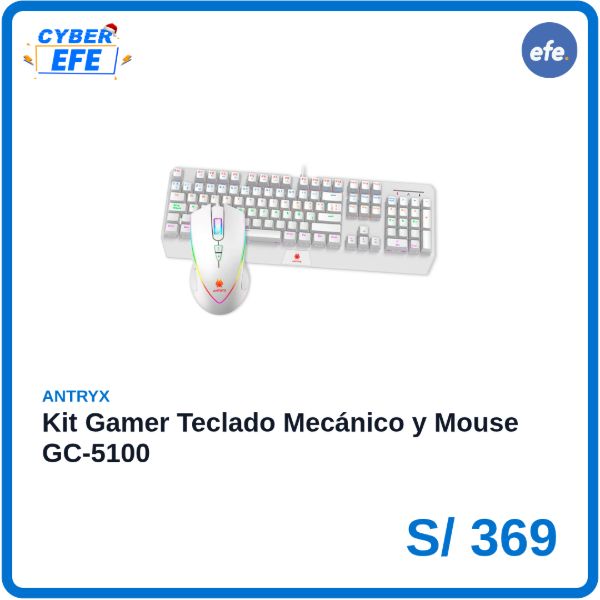 CYBER
EFE
efe.
ANTRYX
Kit Gamer Teclado Mecánico y Mouse
GC-5100
S/ 369